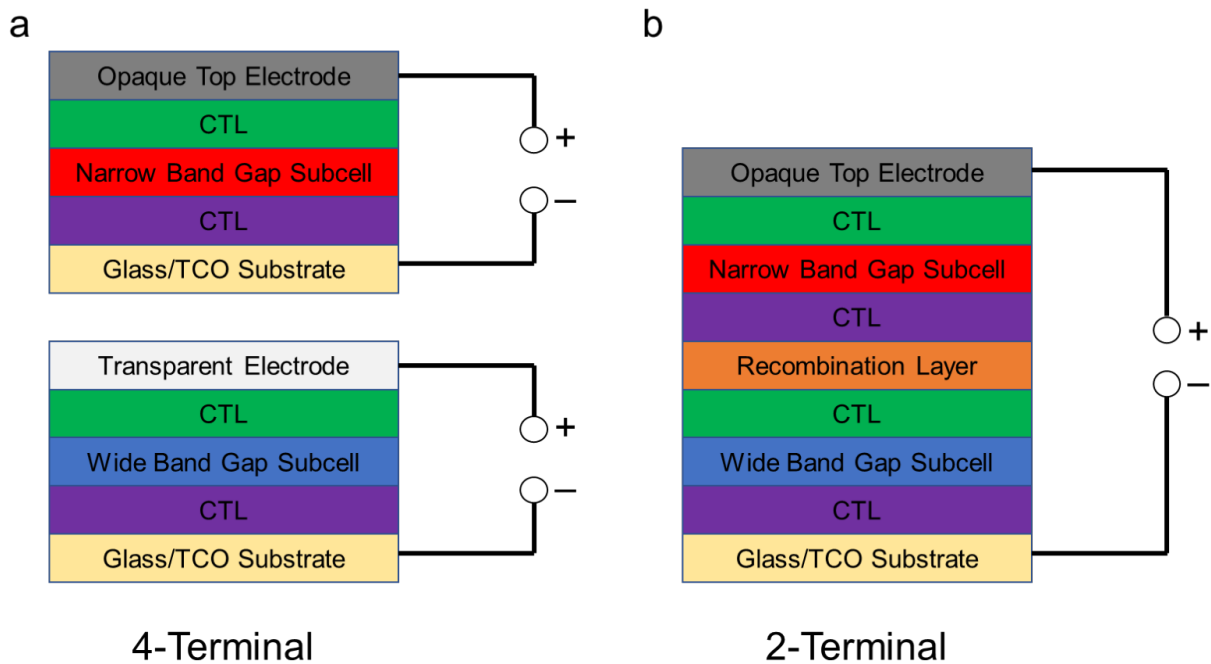 a
Opaque Top Electrode
CTL
Narrow Band Gap Subcell
CTL
Glass/TCO Substrate
+
−
Transparent Electrode
CTL
Wide Band Gap Subcell
CTL
Glass/TCO Substrate
+
−
4-Terminal
b
Opaque Top Electrode
CTL
Narrow Band Gap Subcell
CTL
Recombination Layer
CTL
Wide Band Gap Subcell
CTL
Glass/TCO Substrate
+
−
2-Terminal